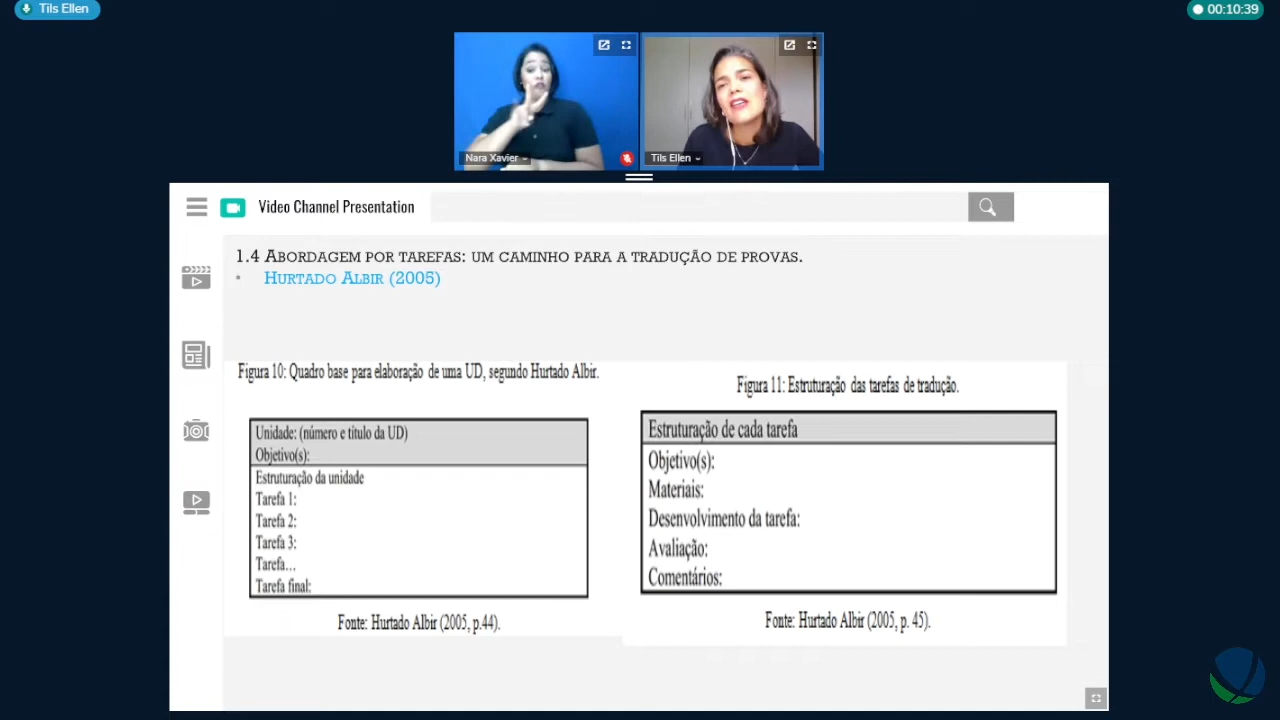 Tils Ellen
00:10:39
Nara Xavier
Tils Ellen
Video Channel Presentation
1.4 ABORDAGEM POR TAREFAS: UM CAMINHO PARA A TRADUÇÃO DE PROVAS.
• HURTADO ALBIR (2005)
Figura 10: Quadro base para elaboração de uma UD, segundo Hurtado Albir.
Unidade: (número e título da UD)
Objetivo(s):
Estruturação da unidade
Tarefa 1:
Tarefa 2:
Tarefa 3:
Tarefa...
Tarefa final:
Fonte: Hurtado Albir (2005, p.44).
Figura 11: Estruturação das tarefas de tradução.
Estruturação de cada tarefa
Objetivo(s):
Materiais:
Desenvolvimento da tarefa:
Avaliação:
Comentários:
Fonte: Hurtado Albir (2005, p. 45).